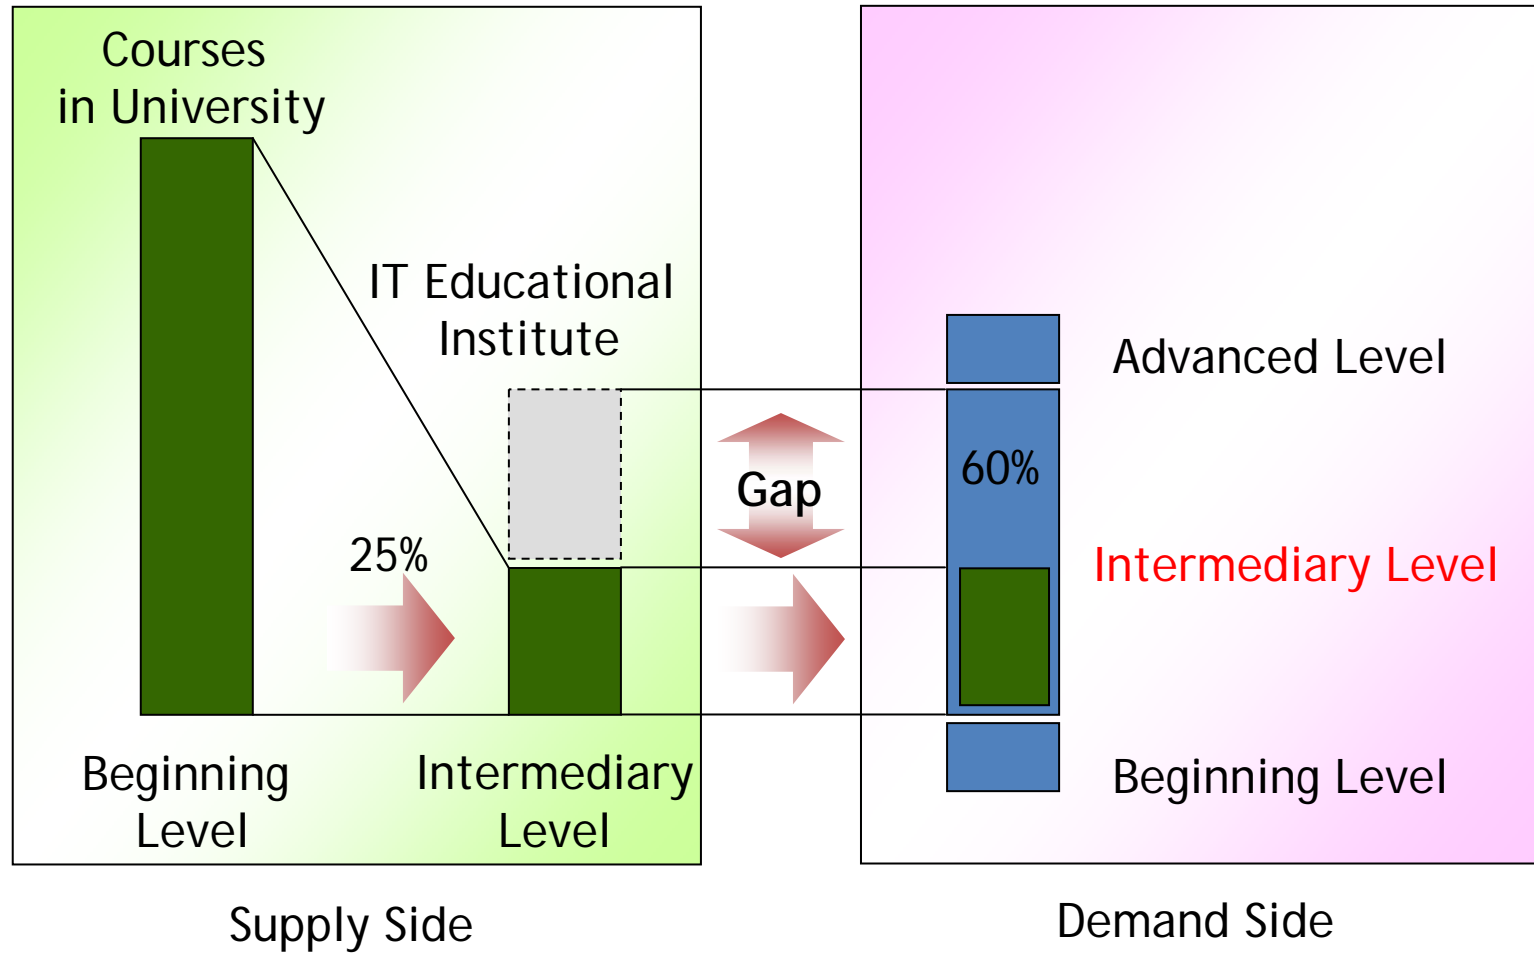 Courses
in University
IT Educational
Institute
25%
Beginning
Level
Intermediary
Level
Supply Side
Gap
Advanced Level
60%
Intermediary Level
Beginning Level
Demand Side